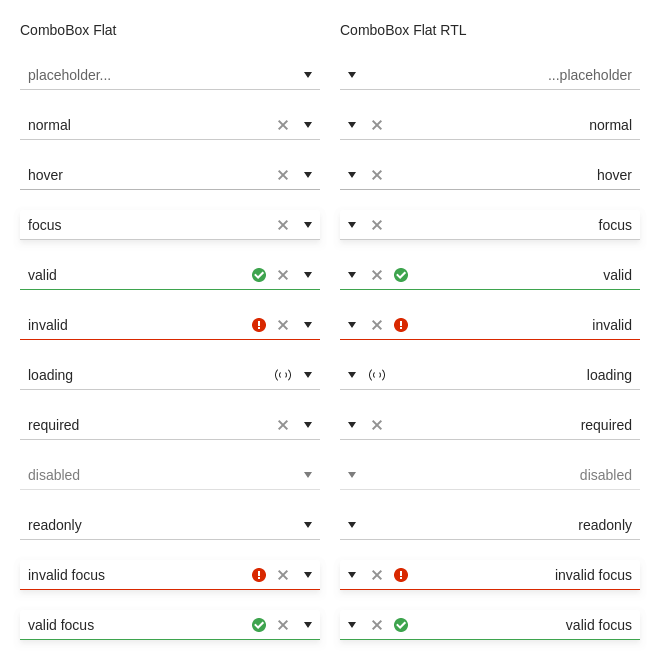 ComboBox Flat
placeholder...
normal
hover
focus
valid
invalid
loading
required
disabled
readonly
invalid focus
valid focus
ComboBox Flat RTL
...placeholder
normal
hover
focus
valid
invalid
loading
required
disabled
readonly
invalid focus
valid focus